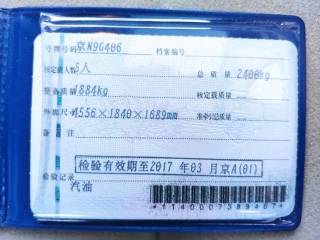 号牌号码 京N9G406 档案编号
核定载人数 5人 总质量 2400kg
整备质量 1884kg 核定载质量
外廓尺寸 4556×1840×1689mm 准牵引总质量
备注
检验有效期至2017 年 03 月京A(01)
检验记录
汽油